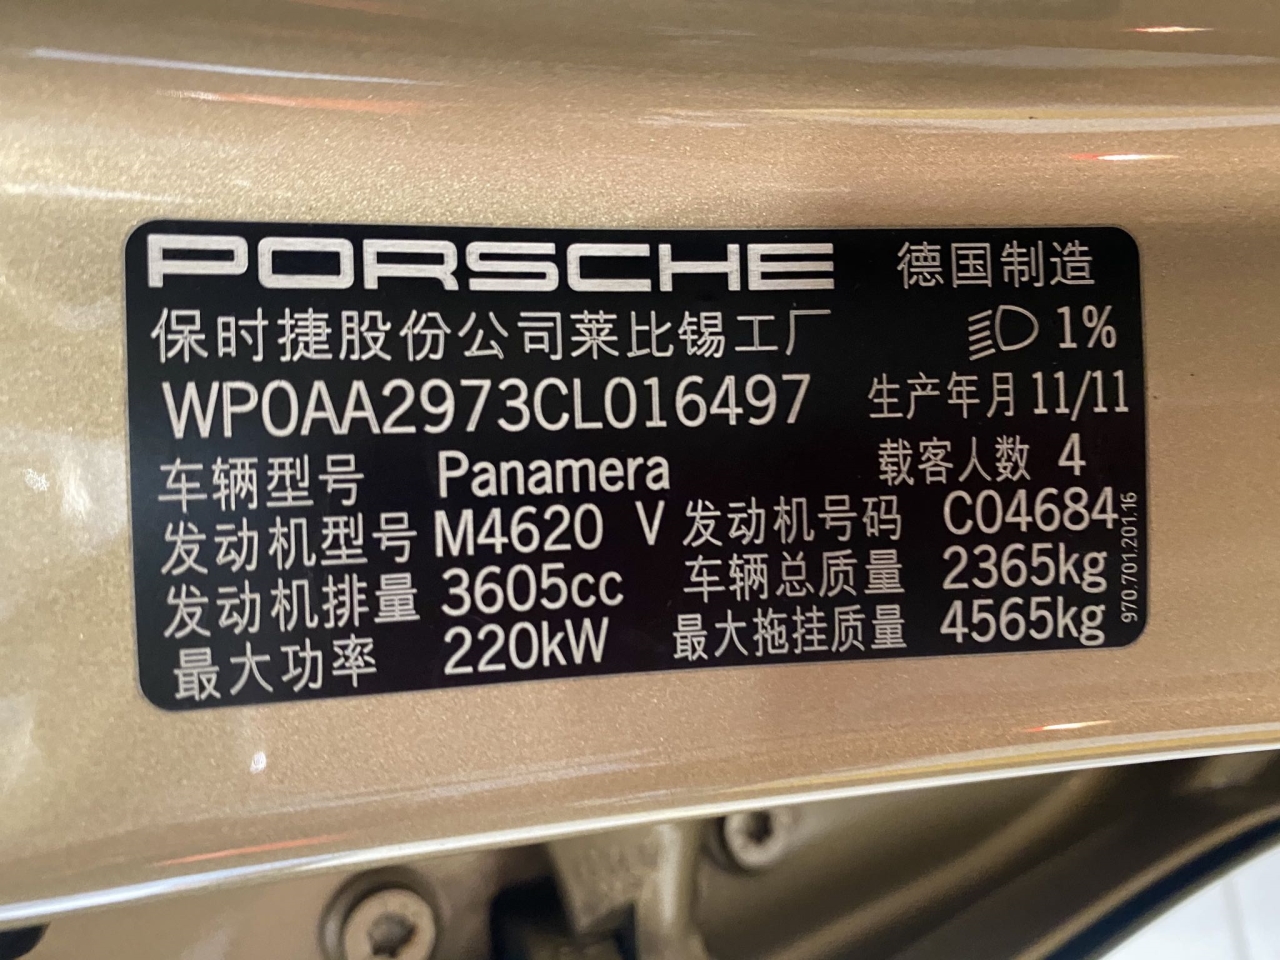 PORSCHE 德国制造
保时捷股份公司莱比锡工厂 1%
WP0AA2973CL016497 生产年月 11/11
车辆型号 Panamera 载客人数 4
发动机型号 M4620 V 发动机号码 C04684
发动机排量 3605cc 车辆总质量 2365kg
最大功率 220kW 最大拖挂质量 4565kg
970.701.201.16